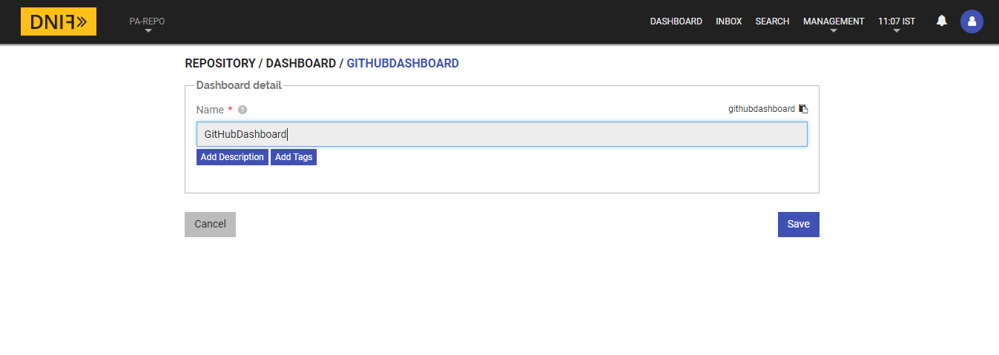 DNIF»
PA-REPO
DASHBOARD INBOX SEARCH MANAGEMENT 11:07 IST
REPOSITORY / DASHBOARD / GITHUBDASHBOARD
Dashboard detail
Name * ?
githubdashboard
GitHubDashboard
Add Description Add Tags
Cancel Save